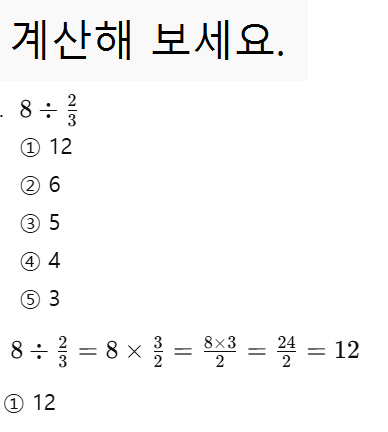 계산해 보세요.
. 8 ÷ 2/3
① 12
② 6
③ 5
④ 4
⑤ 3
8 ÷ 2/3 = 8 × 3/2 = 8×3/2 = 24/2 = 12
① 12